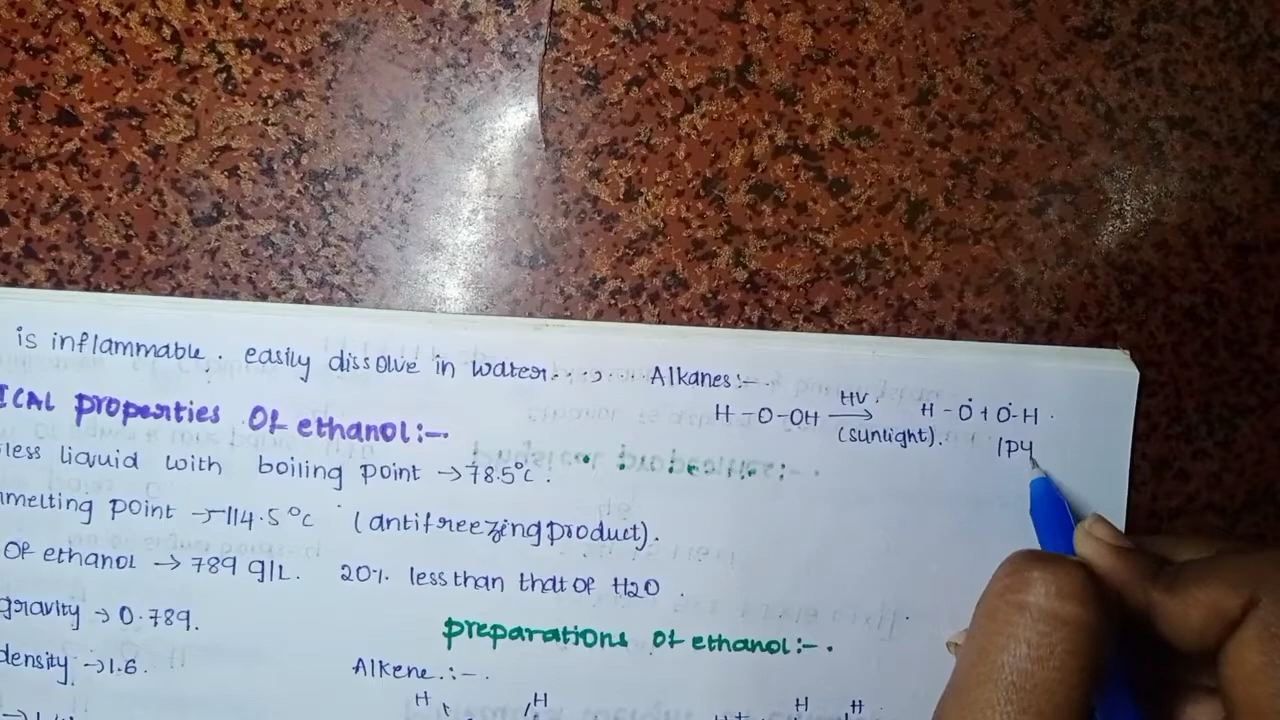 is inflammable. easily dissolve in water. Alkanes:-.
H-O-OH HV. → H-Ȯ+Ȯ-H.
(sunlight).
ICAL properties Of ethanol:-.
less liquid with boiling point → 78.5°C.
melting point → -114.5°C (antifreezing product).
Of ethanol → 789 g/L. 20% less than that of H2O.
gravity → 0.789.
preparations Of ethanol:-.
density → 1.6.
Alkene.:-.
H H H H